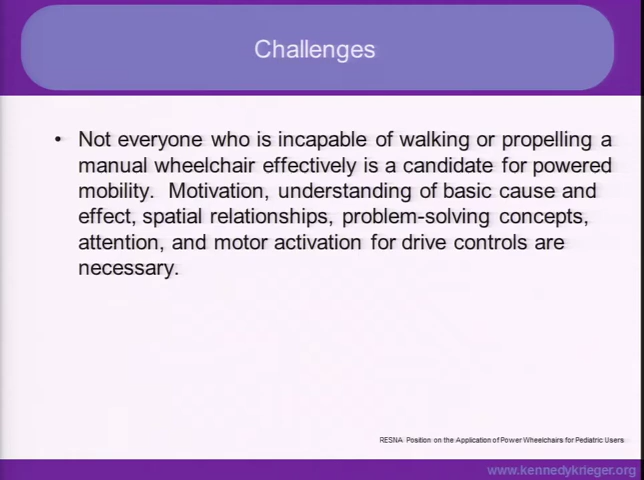 Challenges
• Not everyone who is incapable of walking or propelling a
manual wheelchair effectively is a candidate for powered
mobility.  Motivation, understanding of basic cause and
effect, spatial relationships, problem-solving concepts,
attention, and motor activation for drive controls are
necessary.
RESNA Position on the Application of Power Wheelchairs for Pediatric Users
www.kennedykrieger.org